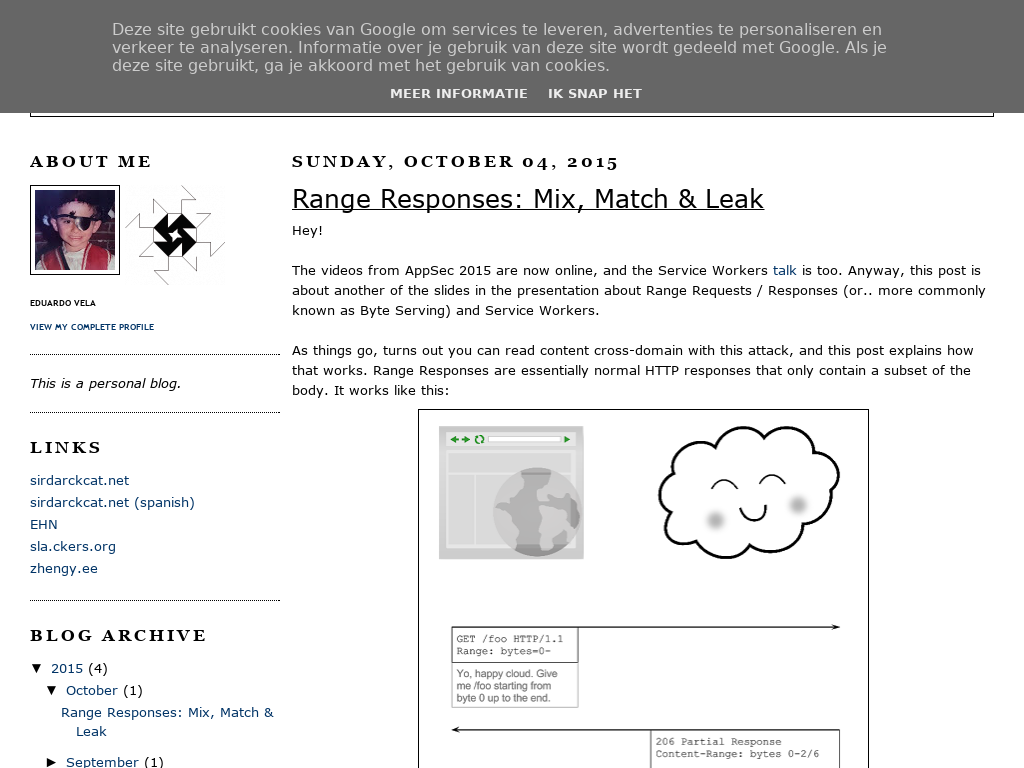 Deze site gebruikt cookies van Google om services te leveren, advertenties te personaliseren en
verkeer te analyseren. Informatie over je gebruik van deze site wordt gedeeld met Google. Als je
deze site gebruikt, ga je akkoord met het gebruik van cookies.
MEER INFORMATIE IK SNAP HET
ABOUT ME
EDUARDO VELA
VIEW MY COMPLETE PROFILE
This is a personal blog.
LINKS
sirdarckcat.net
sirdarckcat.net (spanish)
EHN
sla.ckers.org
zhengy.ee
BLOG ARCHIVE
▼ 2015 (4)
▼ October (1)
Range Responses: Mix, Match &
Leak
► September (1)
SUNDAY, OCTOBER 04, 2015
Range Responses: Mix, Match & Leak
Hey!
The videos from AppSec 2015 are now online, and the Service Workers talk is too. Anyway, this post is
about another of the slides in the presentation about Range Requests / Responses (or.. more commonly
known as Byte Serving) and Service Workers.
As things go, turns out you can read content cross-domain with this attack, and this post explains how
that works. Range Responses are essentially normal HTTP responses that only contain a subset of the
body. It works like this:
GET /foo HTTP/1.1
Range: bytes=0-
Yo, happy cloud. Give
me /foo starting from
byte 0 up to the end.
206 Partial Response
Content-Range: bytes 0-2/6